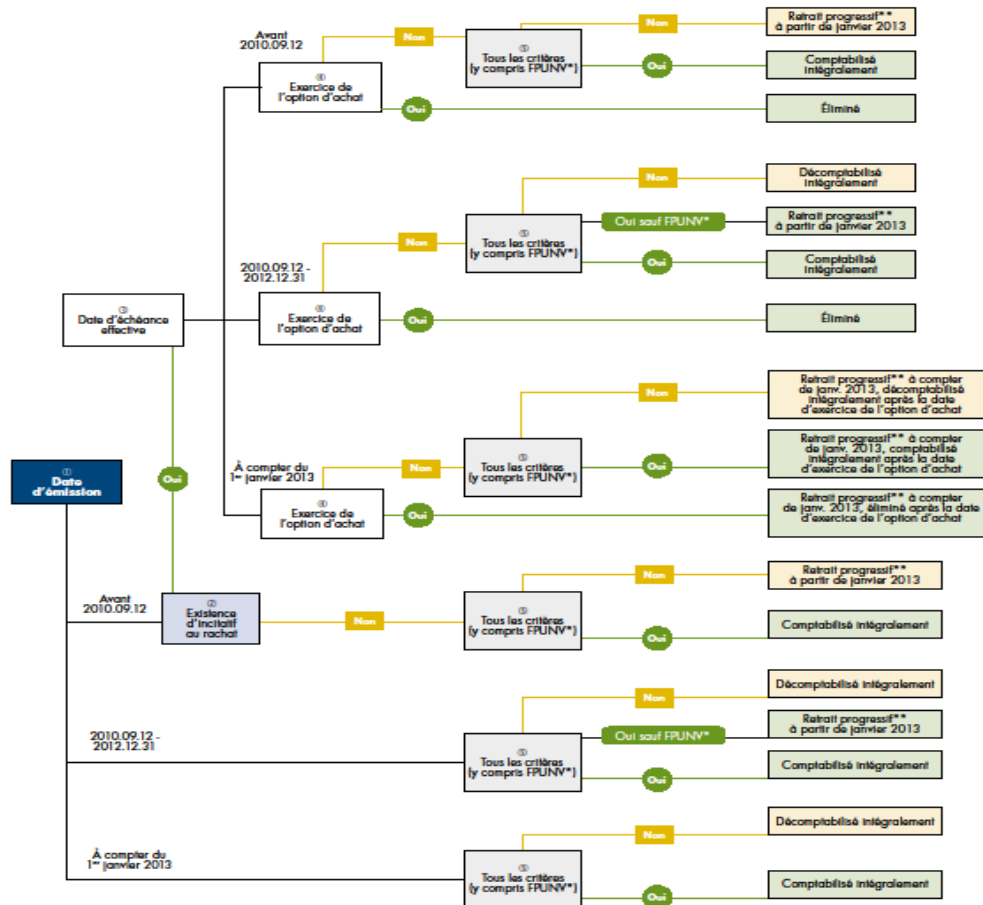 Avant
2010.09.12
Non
⑤
Tous les critères
(y compris FPUNV*)
Retrait progressif**
à partir de janvier 2013
④
Exercice de
l'option d'achat
Oui
Comptabilisé
intégralement
Oui
Éliminé
Non
Décomptabilisé
intégralement
⑤
Tous les critères
(y compris FPUNV*)
Oui sauf FPUNV*
Retrait progressif**
à partir de janvier 2013
Non
Oui
Comptabilisé
intégralement
2010.09.12 -
2012.12.31
③
Date d'échéance
effective
④
Exercice de
l'option d'achat
Oui
Éliminé
Non
Retrait progressif** à compter
de janv. 2013, décomptabilisé
intégralement après la date
d'exercice de l'option d'achat
À compter du
1er janvier 2013
Non
⑤
Tous les critères
(y compris FPUNV*)
Oui
Retrait progressif** à compter
de janv. 2013, comptabilisé
intégralement après la date
d'exercice de l'option d'achat
①
Date
d'émission
Oui
④
Exercice de
l'option d'achat
Oui
Retrait progressif** à compter
de janv. 2013, éliminé après la date
d'exercice de l'option d'achat
Avant
2010.09.12
②
Existence
d'incitatif
au rachat
Non
⑤
Tous les critères
(y compris FPUNV*)
Non
Retrait progressif**
à partir de janvier 2013
Oui
Comptabilisé intégralement
2010.09.12 -
2012.12.31
⑤
Tous les critères
(y compris FPUNV*)
Non
Décomptabilisé intégralement
Oui sauf FPUNV*
Retrait progressif**
à partir de janvier 2013
Oui
Comptabilisé intégralement
À compter du
1er janvier 2013
⑤
Tous les critères
(y compris FPUNV*)
Non
Décomptabilisé intégralement
Oui
Comptabilisé intégralement